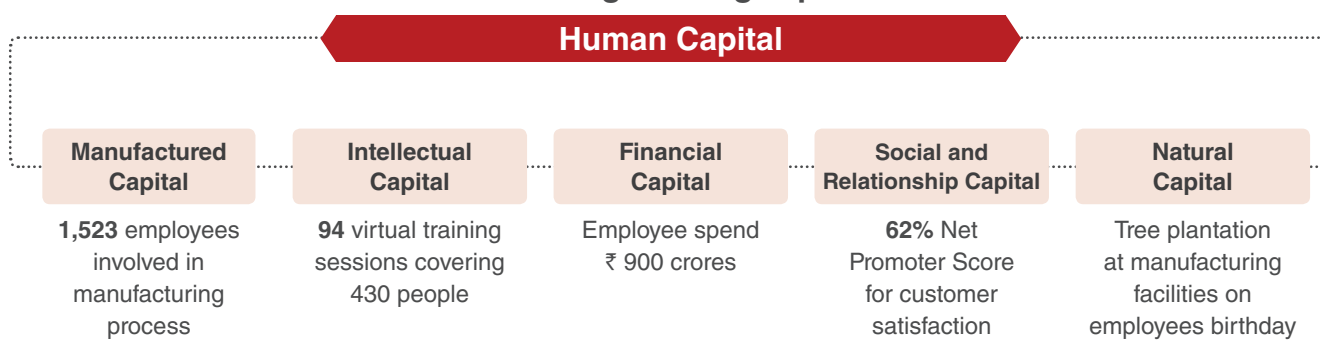 Human Capital
Manufactured
Capital
1,523 employees
involved in
manufacturing
process
Intellectual
Capital
94 virtual training
sessions covering
430 people
Financial
Capital
Employee spend
₹ 900 crores
Social and
Relationship Capital
62% Net
Promoter Score
for customer
satisfaction
Natural
Capital
Tree plantation
at manufacturing
facilities on
employees birthday